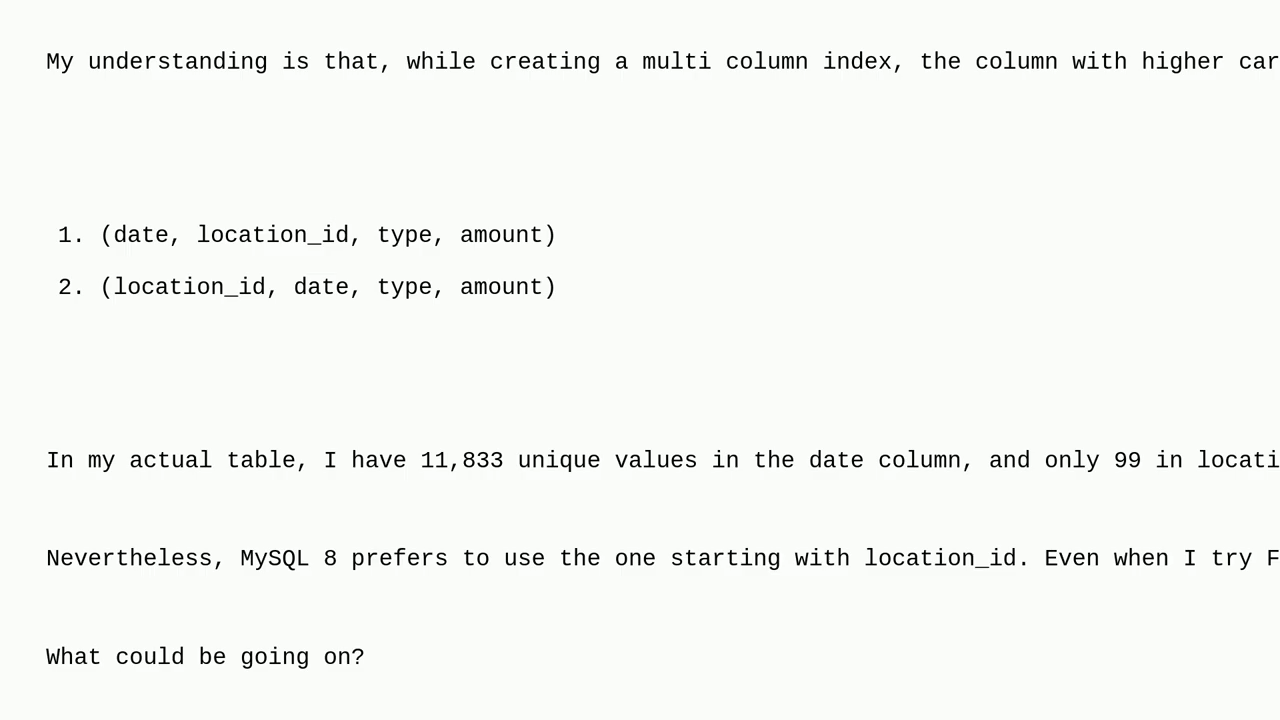 My understanding is that, while creating a multi column index, the column with higher car
1. (date, location_id, type, amount)
2. (location_id, date, type, amount)
In my actual table, I have 11,833 unique values in the date column, and only 99 in locati
Nevertheless, MySQL 8 prefers to use the one starting with location_id. Even when I try F
What could be going on?